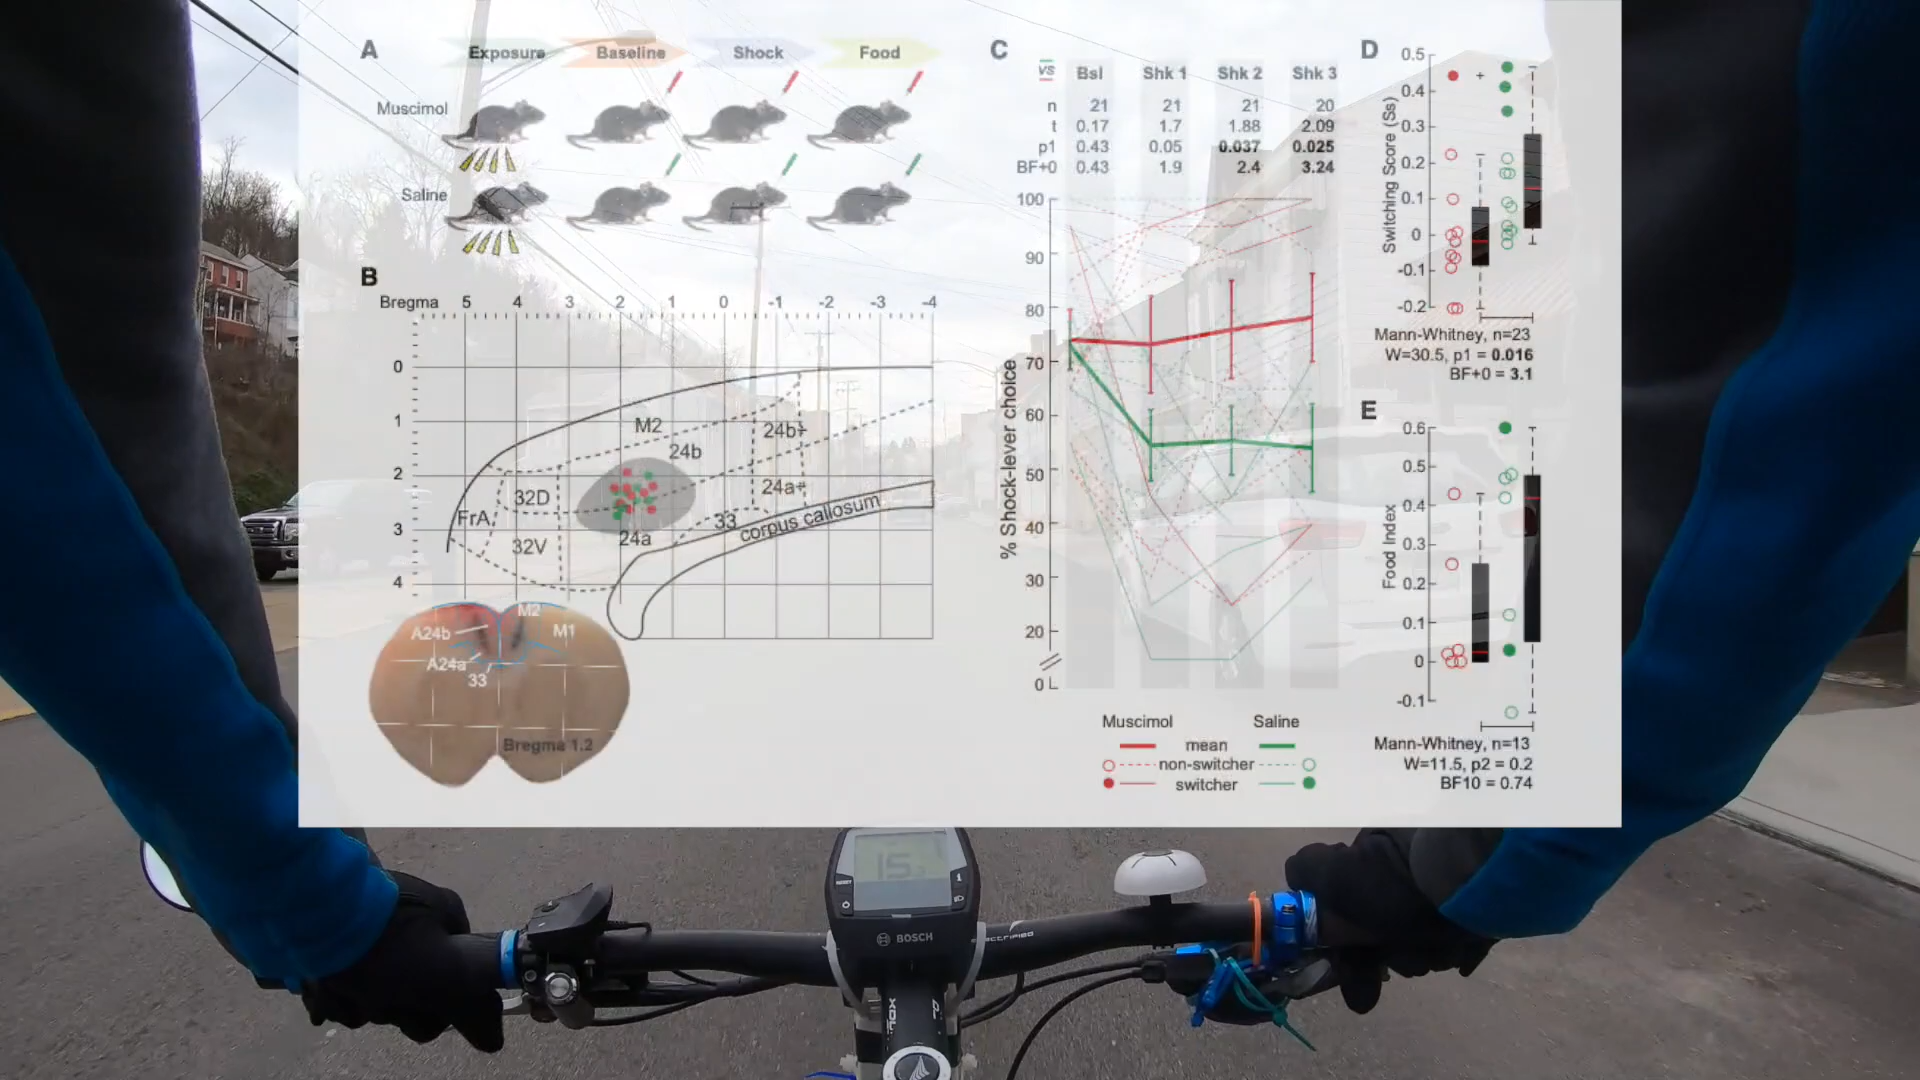 A
Exposure Baseline Shock Food
Muscimol
Saline
B
Bregma 5 4 3 2 1 0 -1 -2 -3 -4
0
1
2
3
4
M2
24b
24b'
24a'
32D
FrA
32V
24a
33
corpus callosum
M2
A24b
M1
A24a
33
Bregma 1.2
C
vs Bsl Shk 1 Shk 2 Shk 3
n 21 21 21 20
t 0.17 1.7 1.88 2.09
p1 0.43 0.05 0.037 0.025
BF+0 0.43 1.9 2.4 3.24
% Shock-lever choice
100
90
80
70
60
50
40
30
20
0
Muscimol Saline
mean
non-switcher
switcher
D
Switching Score (Ss)
0.5
0.4
0.3
0.2
0.1
0
-0.1
-0.2
Mann-Whitney, n=23
W=30.5, p1 = 0.016
BF+0 = 3.1
E
Food Index
0.6
0.5
0.4
0.3
0.2
0.1
0
-0.1
Mann-Whitney, n=13
W=11.5, p2 = 0.2
BF10 = 0.74
15
RESET
i
BOSCH